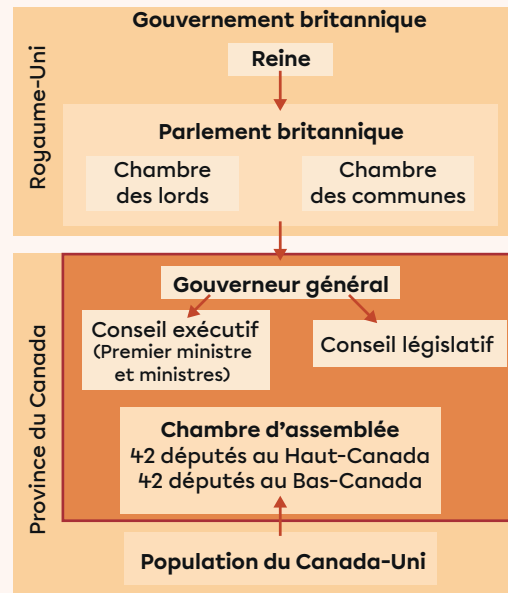 Royaume-Uni
Gouvernement britannique
Reine
Parlement britannique
Chambre
des lords
Chambre
des communes
Province du Canada
Gouverneur général
Conseil exécutif
(Premier ministre
et ministres)
Conseil législatif
Chambre d’assemblée
42 députés au Haut-Canada
42 députés au Bas-Canada
Population du Canada-Uni